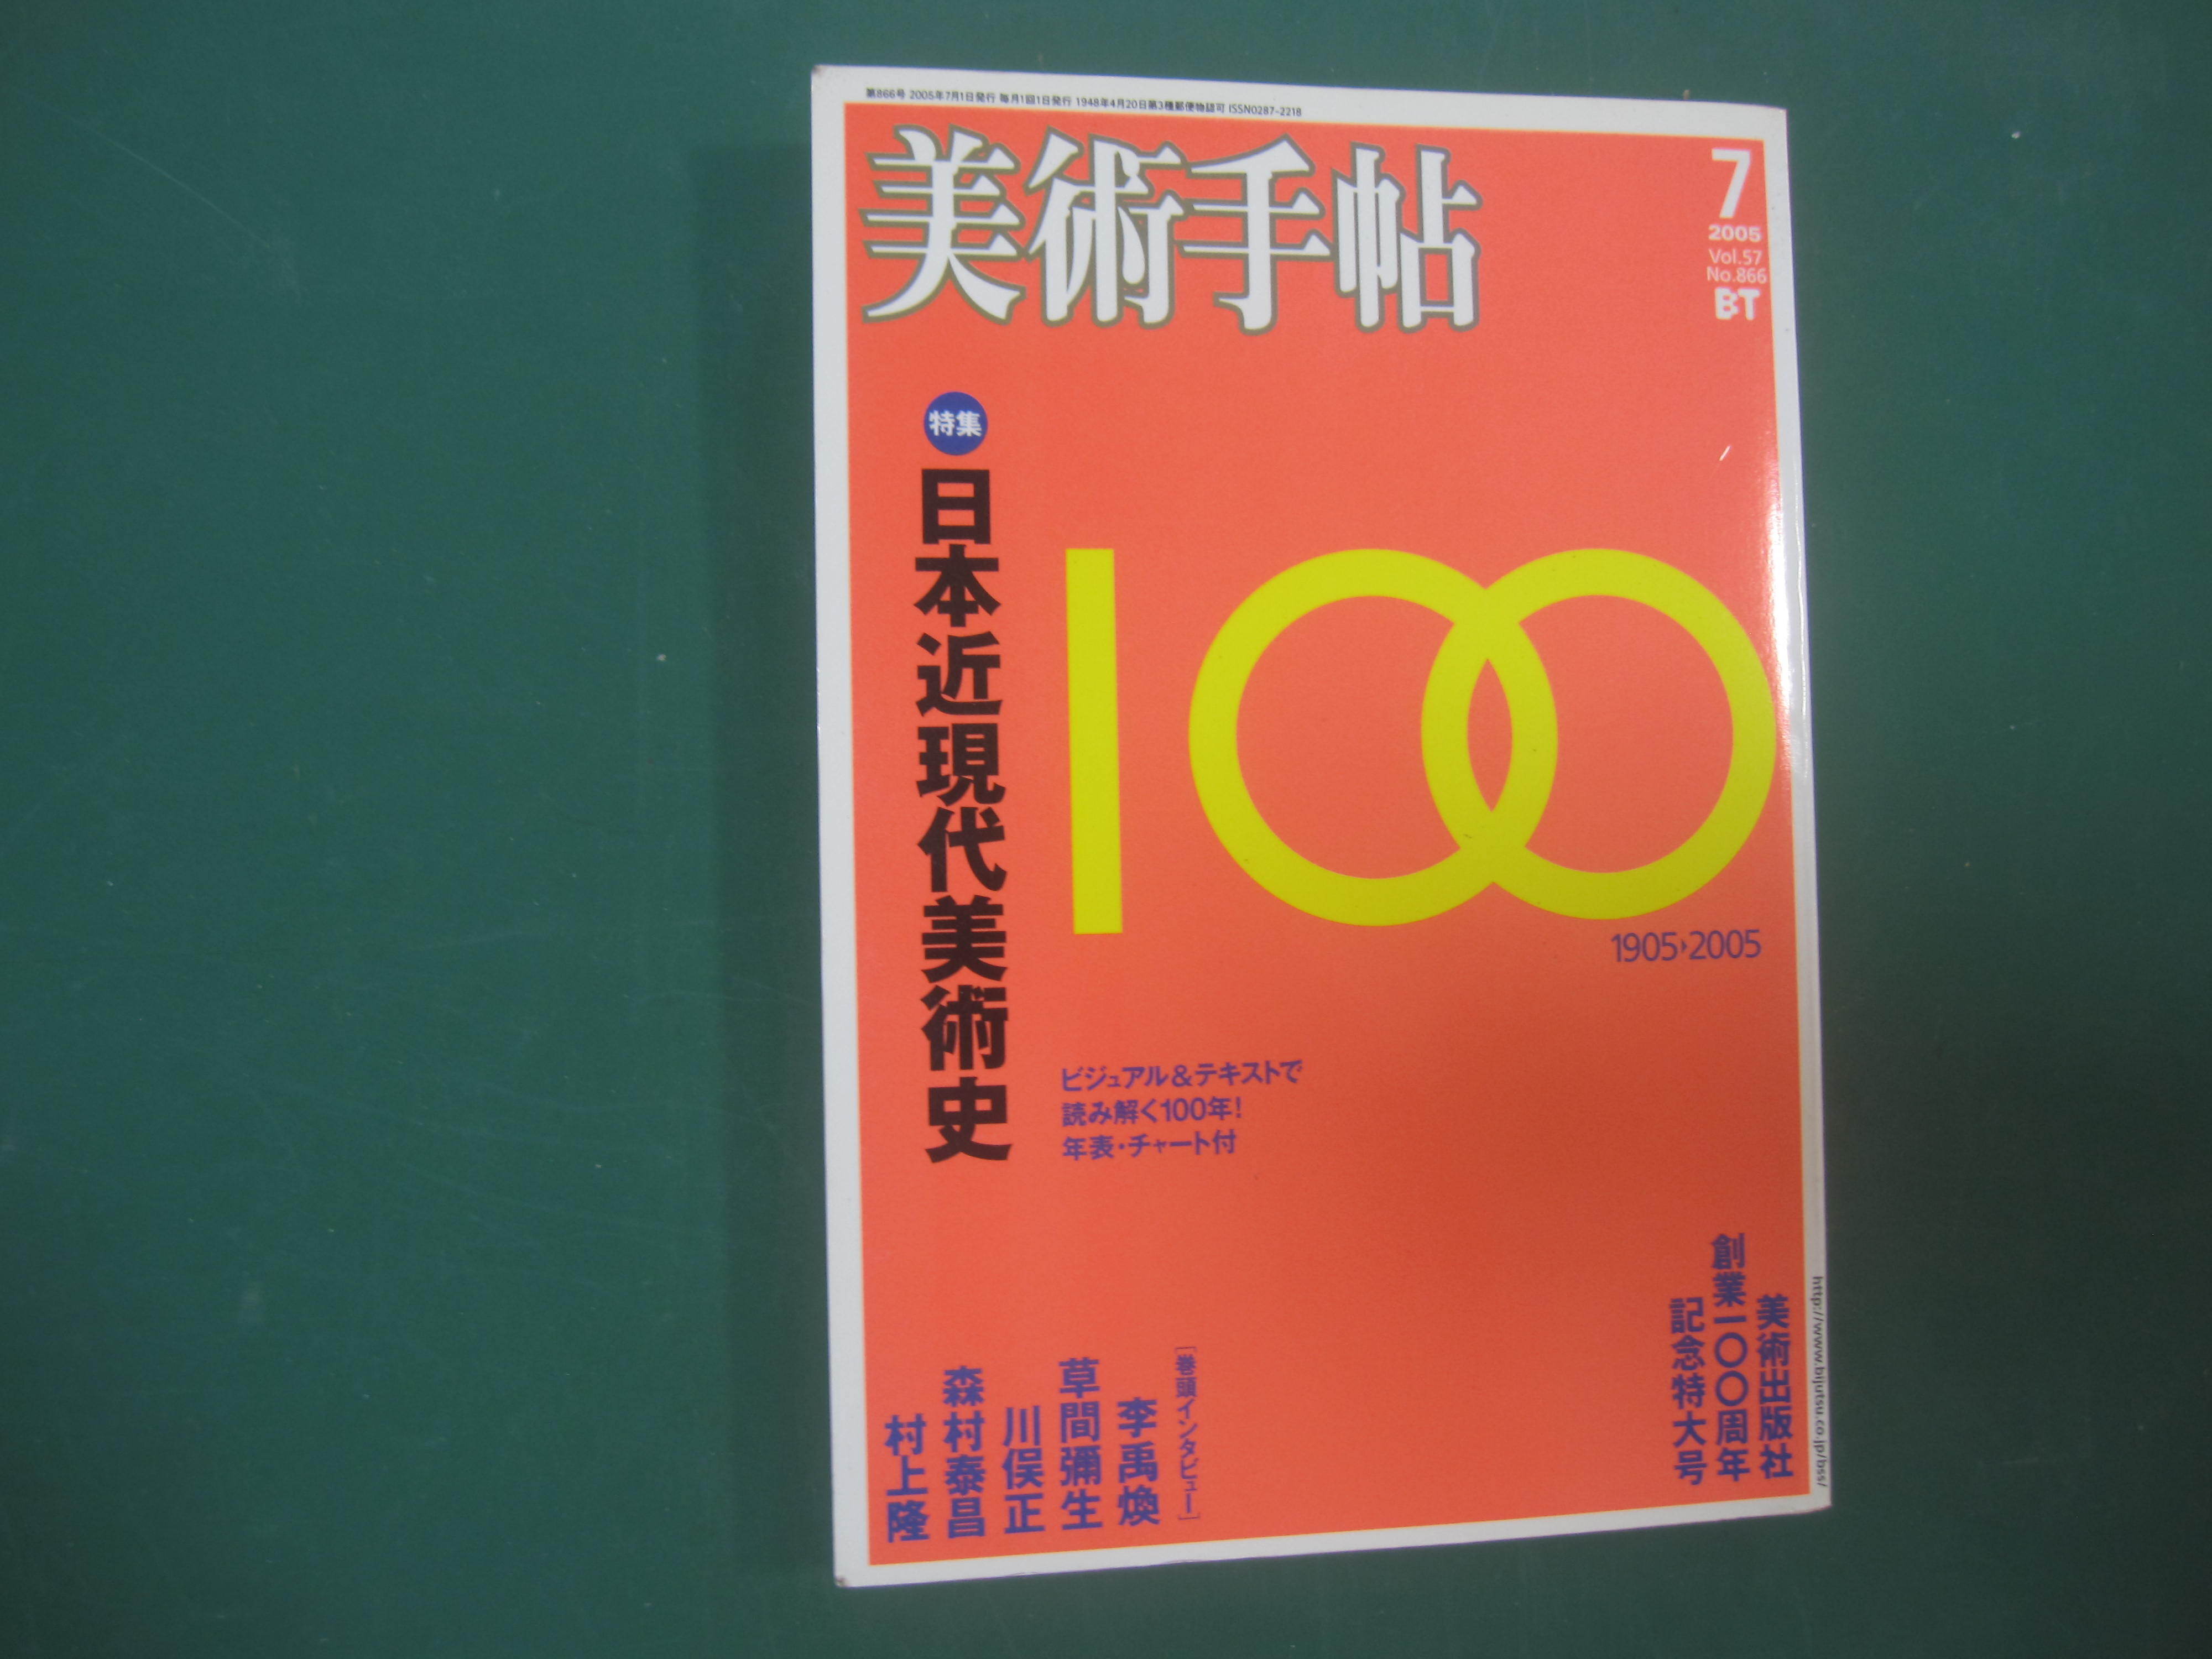 第866号 2005年7月1日発行 毎月1回1日発行 1948年4月20日第3種郵便物認可 ISSN0287-2218
美術手帖
7
2005
Vol.57
No.866
BT
特集
日本近現代美術史
100
1905▸2005
ビジュアル&テキストで
読み解く100年!
年表・チャート付
美術出版社
創業一〇〇周年
記念特大号
[巻頭インタビュー]
李禹煥
草間彌生
川俣正
森村泰昌
村上隆
http://www.bijutsu.co.jp/bss/